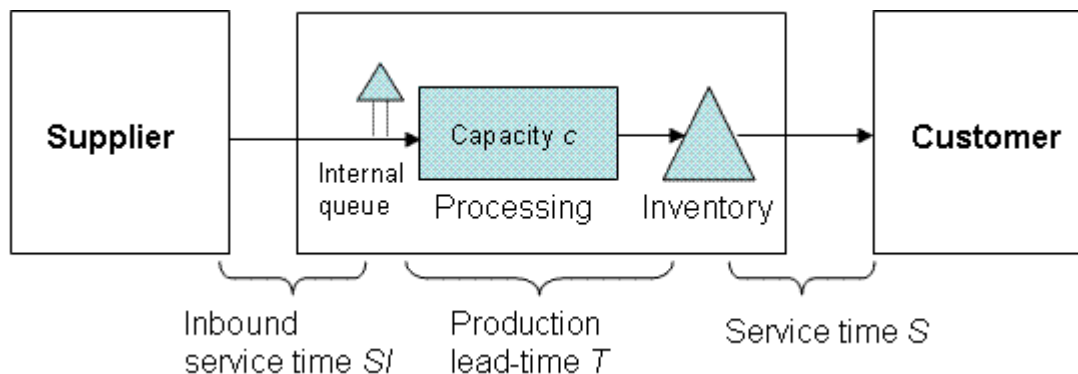 Supplier
Internal
queue
Capacity c
Processing
Inventory
Customer
Inbound
service time SI
Production
lead-time T
Service time S